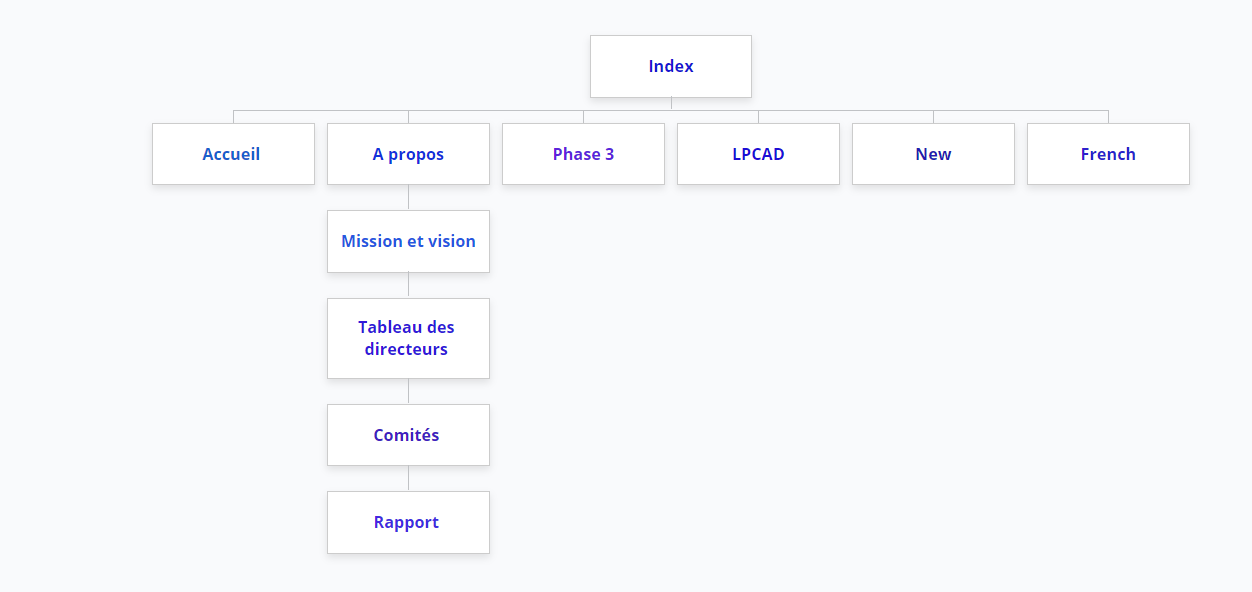 Index
Accueil
A propos
Phase 3
LPCAD
New
French
Mission et vision
Tableau des
directeurs
Comités
Rapport